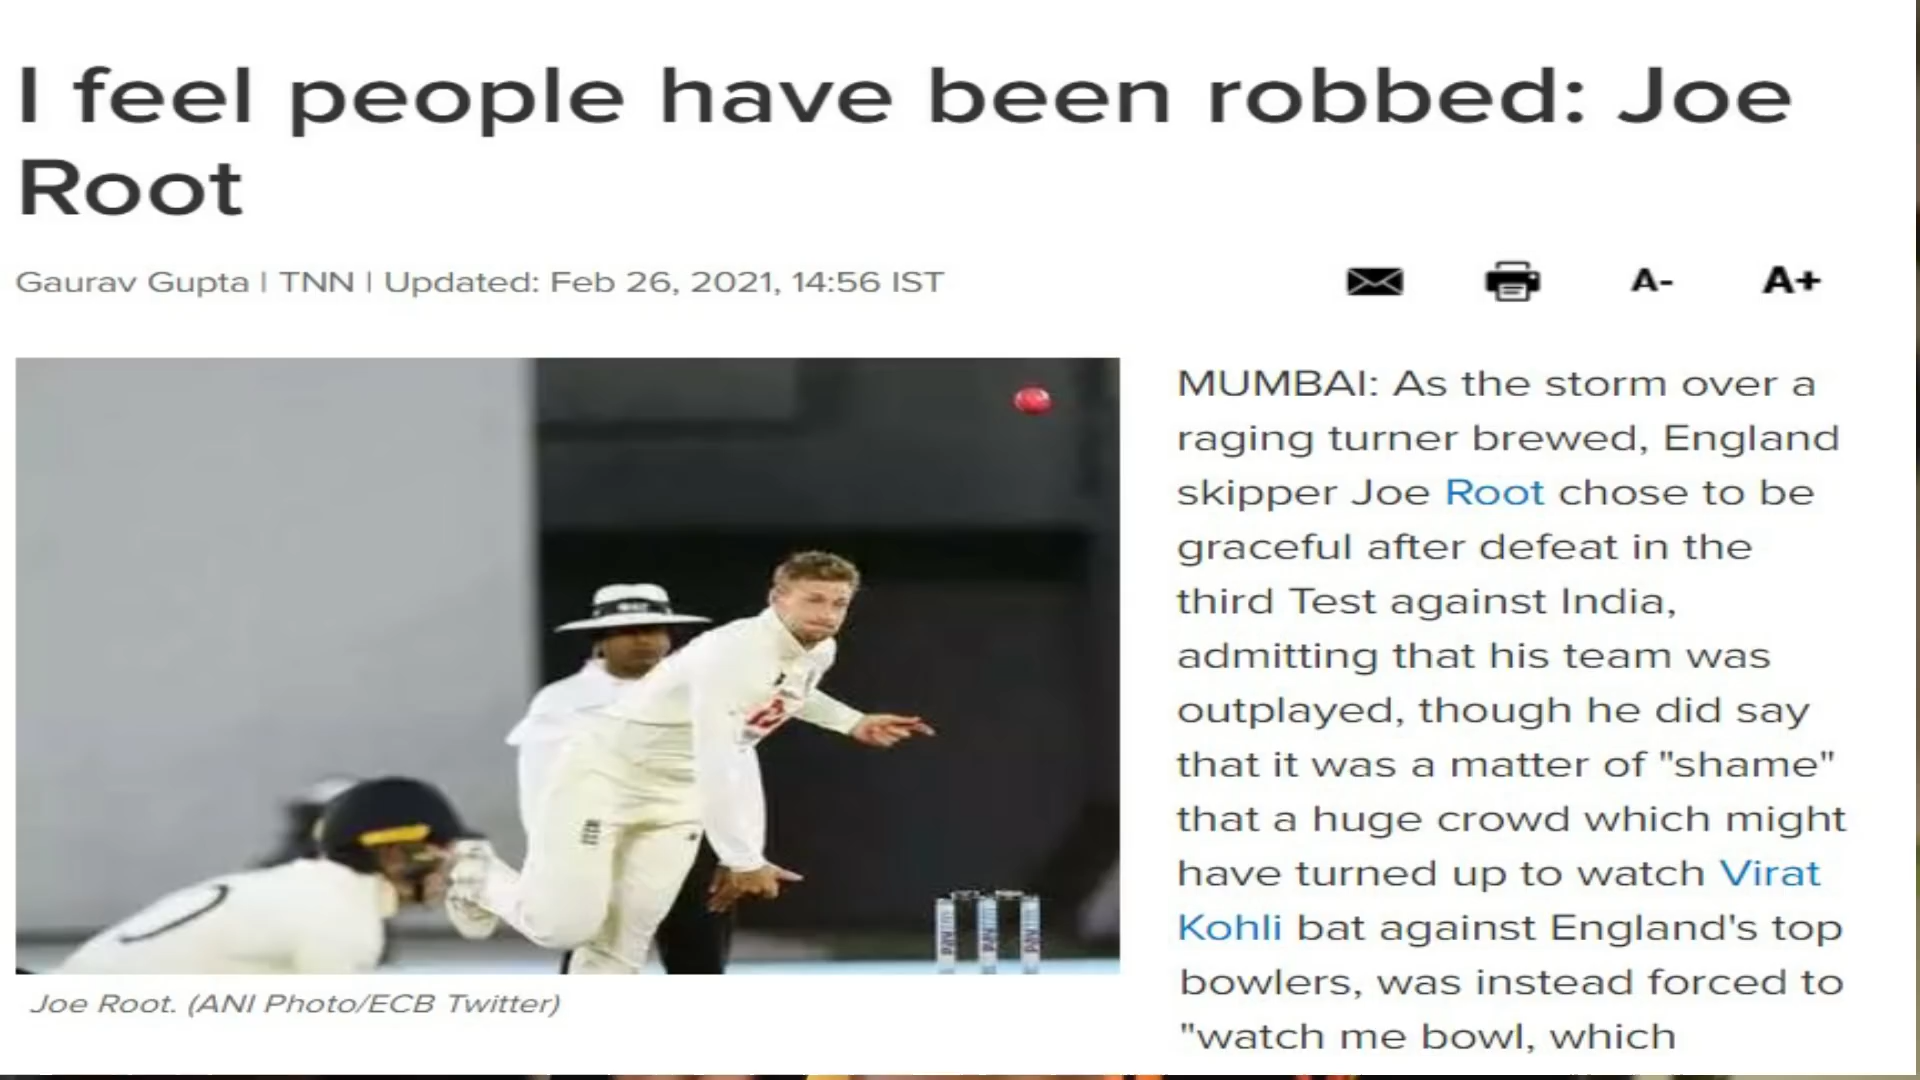 I feel people have been robbed: Joe
Root
Gaurav Gupta | TNN | Updated: Feb 26, 2021, 14:56 IST
A-
A+
MUMBAI: As the storm over a
raging turner brewed, England
skipper Joe Root chose to be
graceful after defeat in the
third Test against India,
admitting that his team was
outplayed, though he did say
that it was a matter of "shame"
that a huge crowd which might
have turned up to watch Virat
Kohli bat against England's top
bowlers, was instead forced to
"watch me bowl, which
Joe Root. (ANI Photo/ECB Twitter)